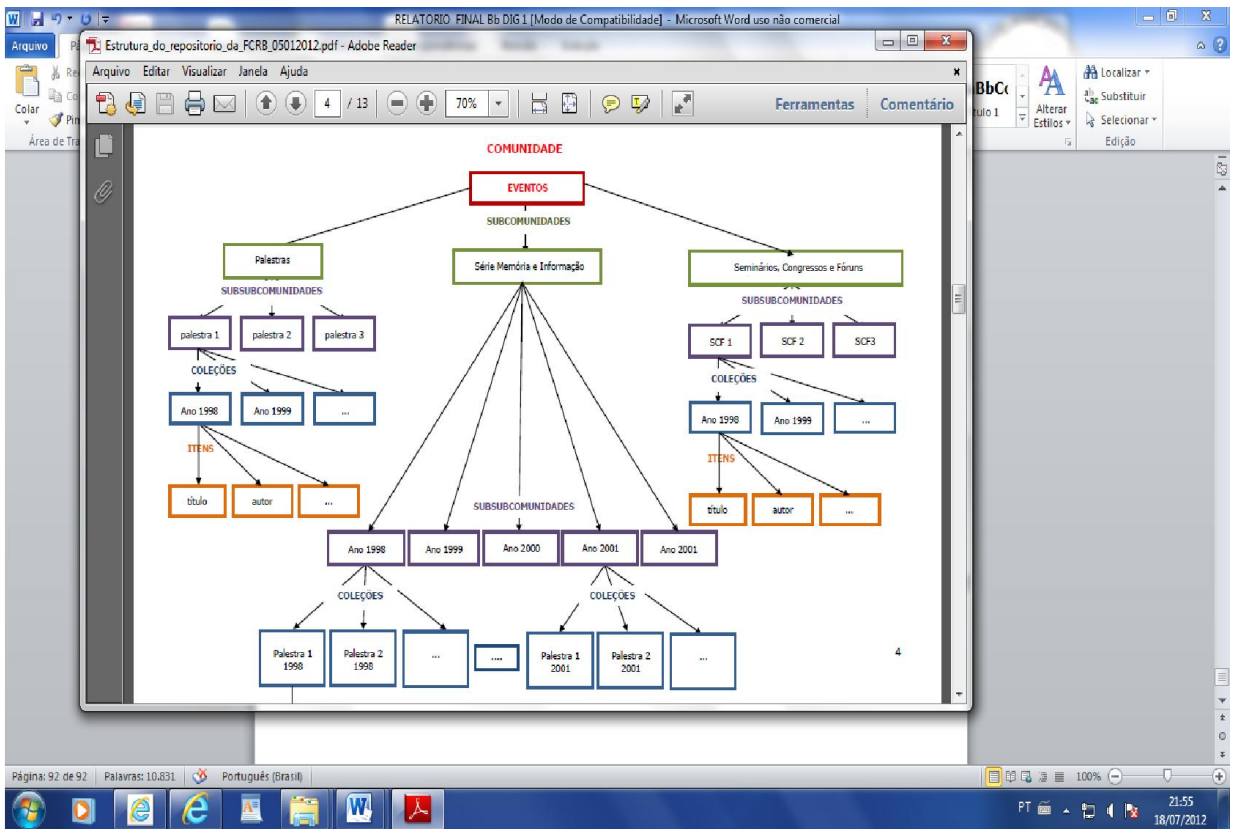 RELATORIO FINAL Bb DIG 1 [Modo de Compatibilidade] - Microsoft Word uso não comercial
Arquivo
Colar
Área de Tra
BbCc
tulo 1
Alterar
Estilos
Localizar
Substituir
Selecionar
Edição
Estrutura_do_repositorio_da_FCRB_05012012.pdf - Adobe Reader
Arquivo Editar Visualizar Janela Ajuda
4 / 13 70% Ferramentas Comentário
COMUNIDADE
EVENTOS
SUBCOMUNIDADES
Palestras
Série Memória e Informação
Seminários, Congressos e Fóruns
SUBSUBCOMUNIDADES
SUBSUBCOMUNIDADES
palestra 1 palestra 2 palestra 3
SCF 1 SCF 2 SCF3
COLEÇÕES
COLEÇÕES
Ano 1998 Ano 1999 ...
Ano 1998 Ano 1999 ...
ITENS
ITENS
título autor ...
título autor ...
SUBSUBCOMUNIDADES
Ano 1998 Ano 1999 Ano 2000 Ano 2001 Ano 2001
COLEÇÕES
COLEÇÕES
Palestra 1
1998
Palestra 2
1998
...
....
Palestra 1
2001
Palestra 2
2001
...
4
Página: 92 de 92 Palavras: 10.831 Português (Brasil) 100%
PT
21:55
18/07/2012